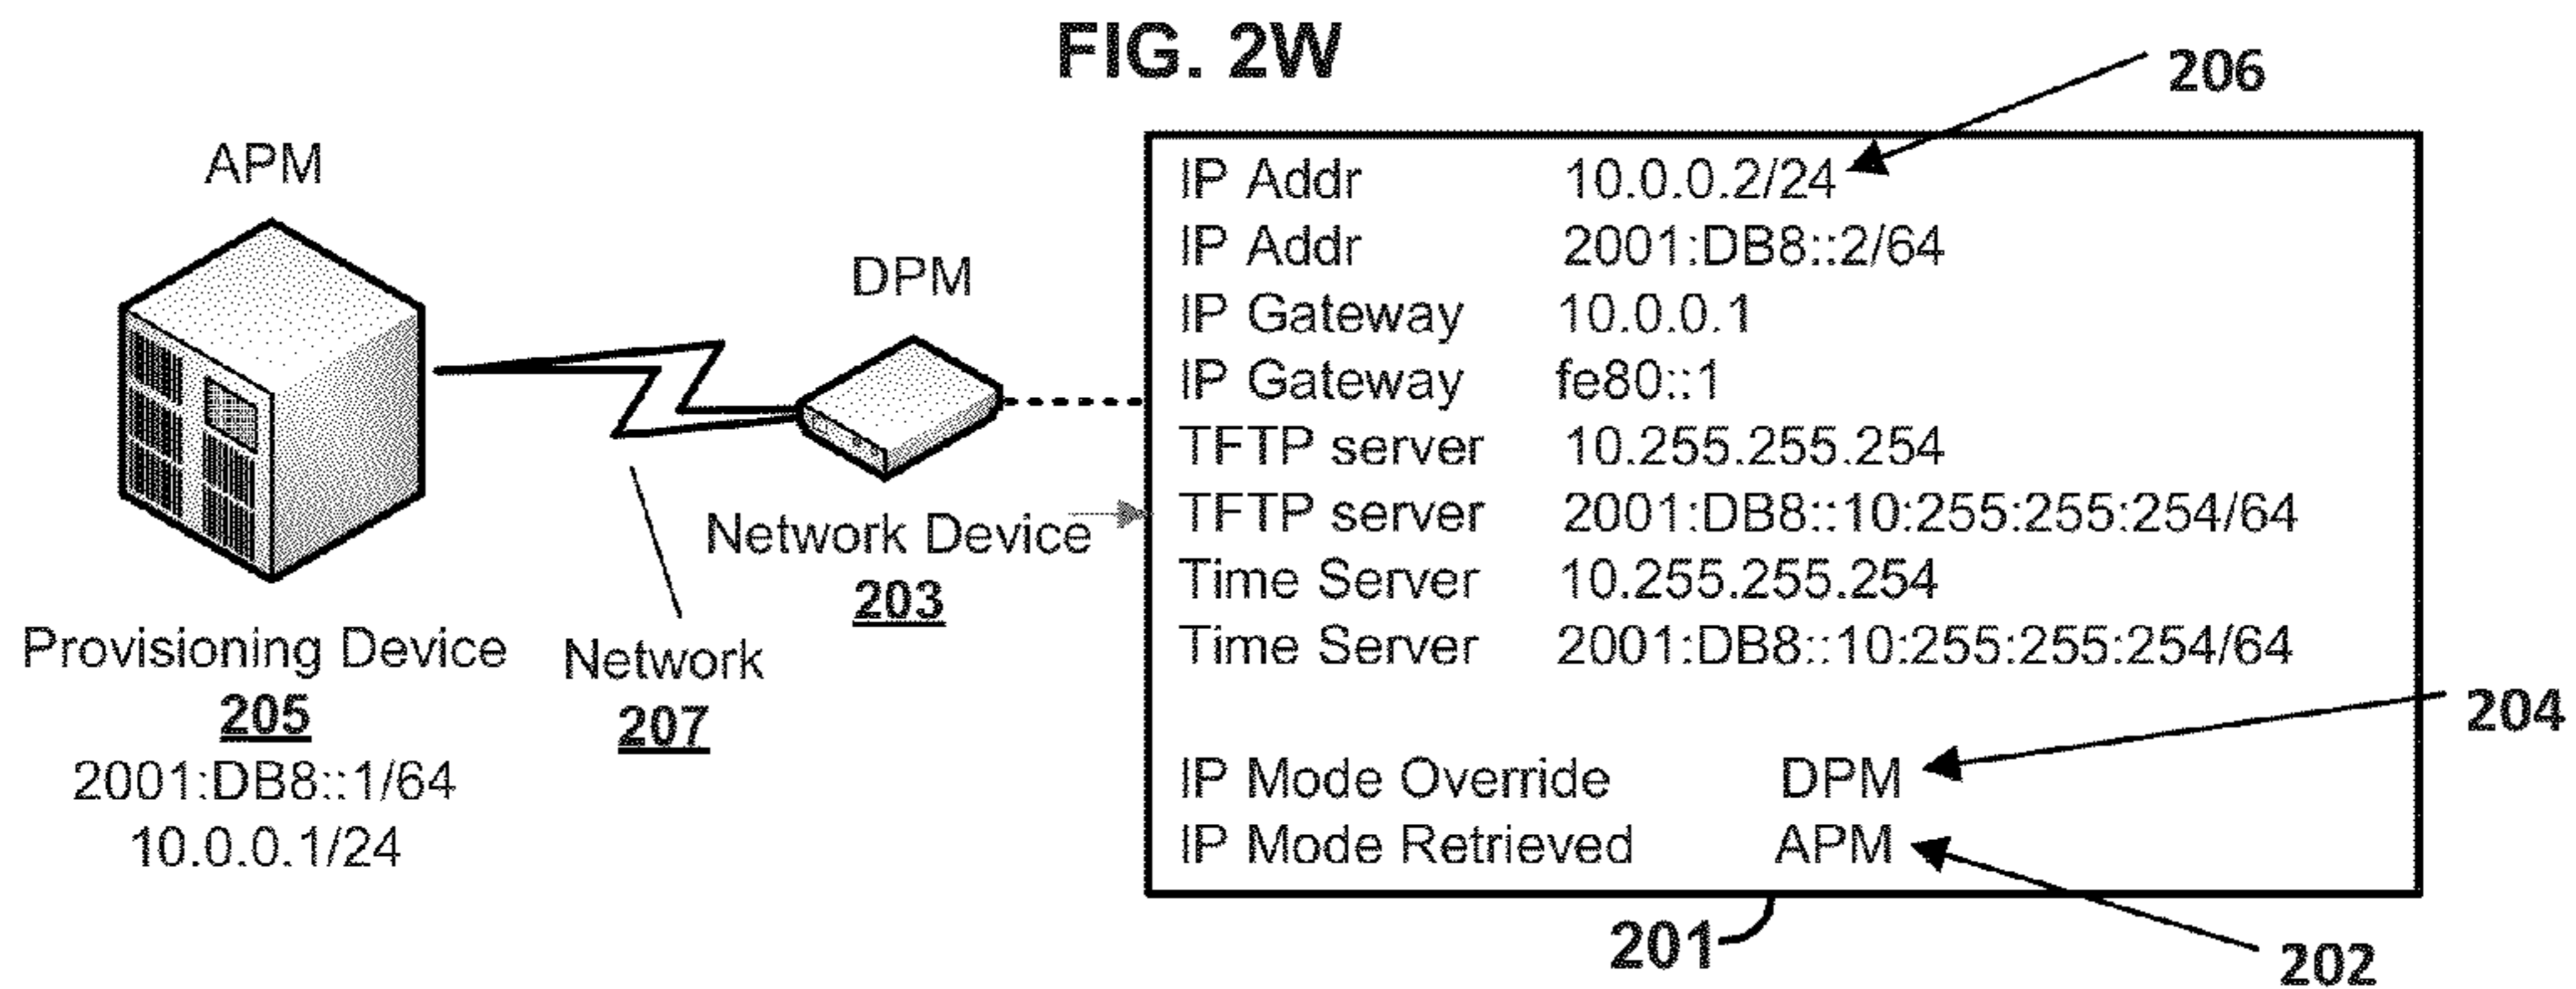 FIG. 2W
206
APM
DPM
Provisioning Device
205
2001:DB8::1/64
10.0.0.1/24
Network
207
Network Device
203
IP Addr 10.0.0.2/24
IP Addr 2001:DB8::2/64
IP Gateway 10.0.0.1
IP Gateway fe80::1
TFTP server 10.255.255.254
TFTP server 2001:DB8::10:255:255:254/64
Time Server 10.255.255.254
Time Server 2001:DB8::10:255:255:254/64
IP Mode Override DPM
IP Mode Retrieved APM
204
201
202